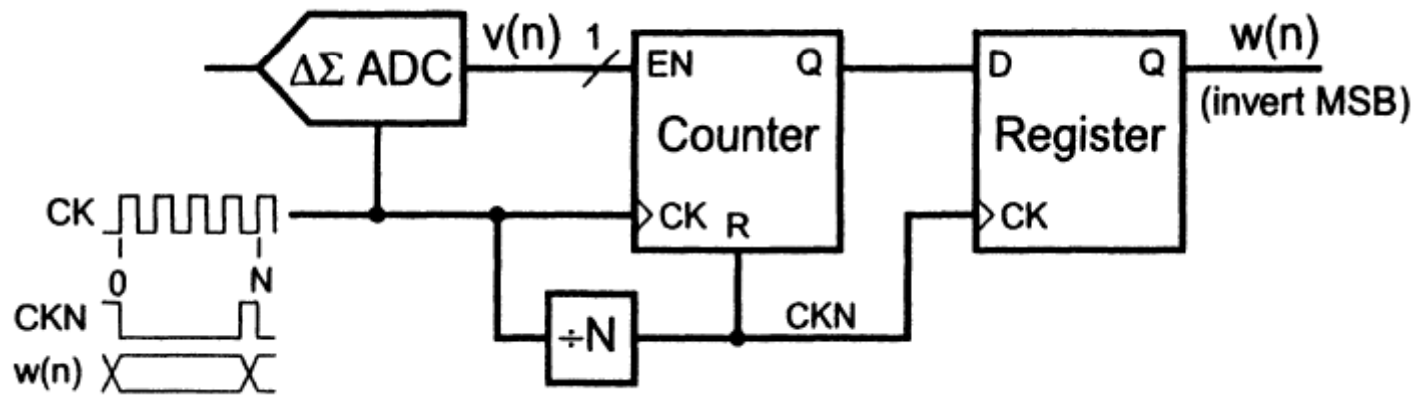 ΔΣ ADC
v(n)
1
EN
Q
Counter
CK
R
D
Q
Register
CK
w(n)
(invert MSB)
CK
0
N
CKN
w(n)
÷N
CKN